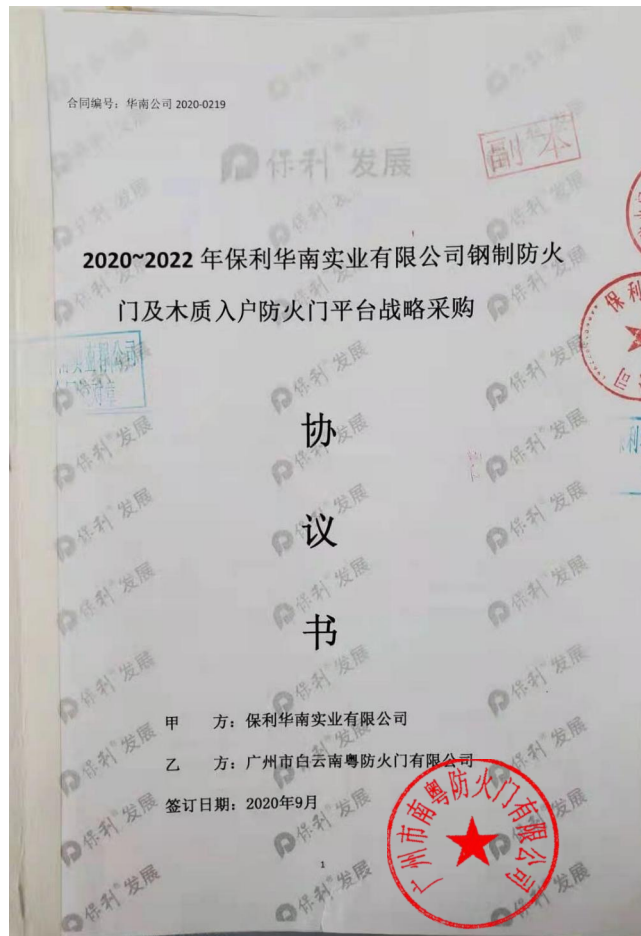 合同编号：华南公司 2020-0219
保利发展
副本
2020~2022 年保利华南实业有限公司钢制防火
门及木质入户防火门平台战略采购
协
议
书
甲 方：保利华南实业有限公司
乙 方：广州市白云南粤防火门有限公司
签订日期：2020年9月
广州市南粤防火门有限公司
1